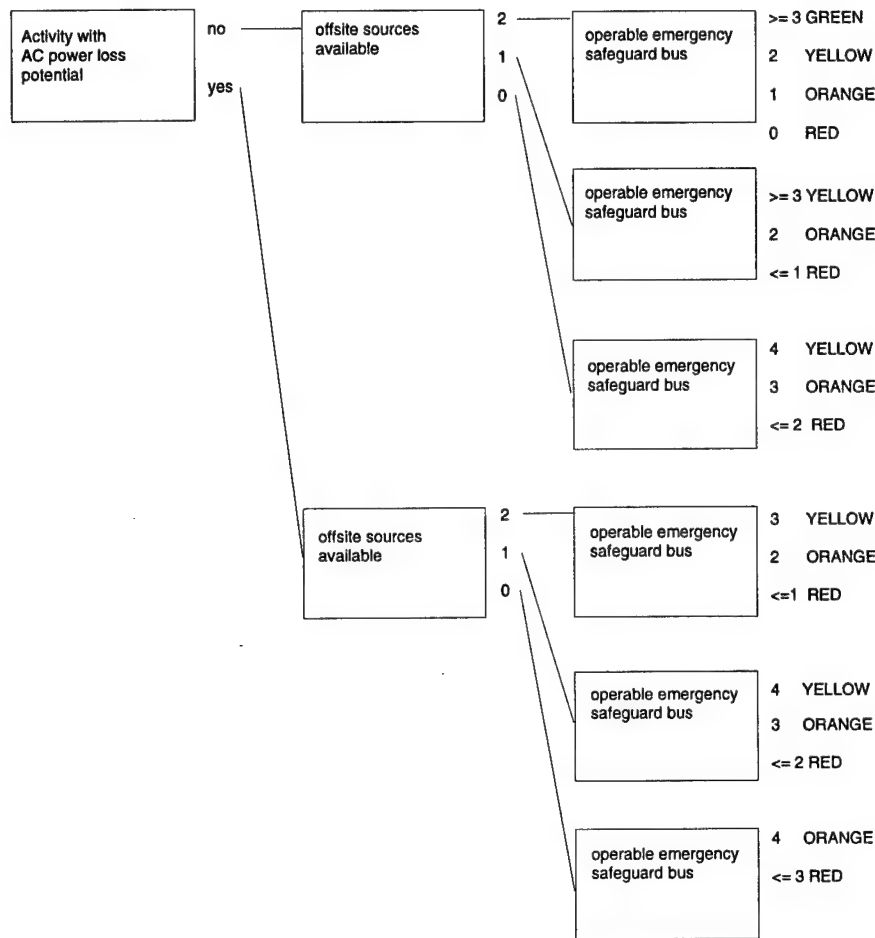 Activity with
AC power loss
potential
no
yes
offsite sources
available
2
1
0
operable emergency
safeguard bus
>= 3 GREEN
2 YELLOW
1 ORANGE
0 RED
operable emergency
safeguard bus
>= 3 YELLOW
2 ORANGE
<= 1 RED
operable emergency
safeguard bus
4 YELLOW
3 ORANGE
<= 2 RED
offsite sources
available
2
1
0
operable emergency
safeguard bus
3 YELLOW
2 ORANGE
<=1 RED
operable emergency
safeguard bus
4 YELLOW
3 ORANGE
<= 2 RED
operable emergency
safeguard bus
4 ORANGE
<= 3 RED